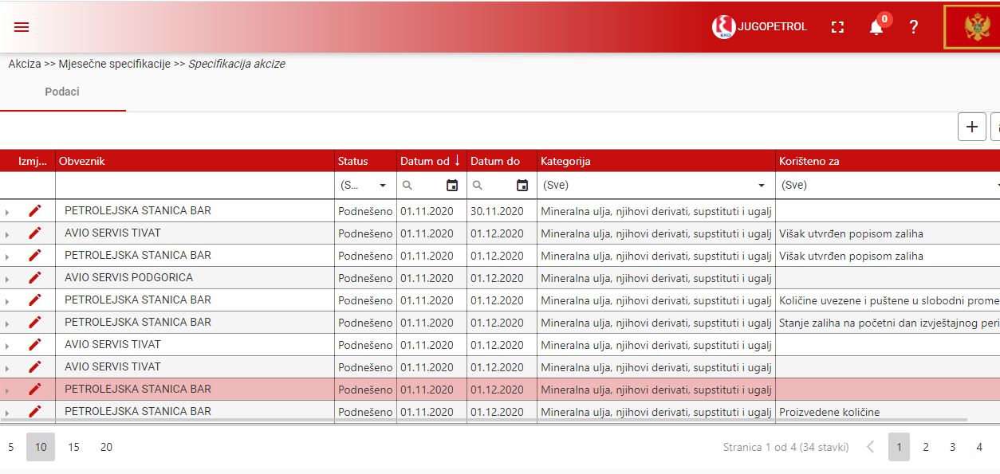 JUGOPETROL 0 ?
Akciza >> Mjesečne specifikacije >> Specifikacija akcize
Podaci
Izmj... Obveznik Status Datum od ↓ Datum do Kategorija Korišteno za
(S... (Sve) (Sve)
PETROLEJSKA STANICA BAR Podnešeno 01.11.2020 30.11.2020 Mineralna ulja, njihovi derivati, supstituti i ugalj
AVIO SERVIS TIVAT Podnešeno 01.11.2020 01.12.2020 Mineralna ulja, njihovi derivati, supstituti i ugalj Višak utvrđen popisom zaliha
PETROLEJSKA STANICA BAR Podnešeno 01.11.2020 01.12.2020 Mineralna ulja, njihovi derivati, supstituti i ugalj Višak utvrđen popisom zaliha
AVIO SERVIS PODGORICA Podnešeno 01.11.2020 01.12.2020 Mineralna ulja, njihovi derivati, supstituti i ugalj
PETROLEJSKA STANICA BAR Podnešeno 01.11.2020 01.12.2020 Mineralna ulja, njihovi derivati, supstituti i ugalj Količine uvezene i puštene u slobodni prome
PETROLEJSKA STANICA BAR Podnešeno 01.11.2020 01.12.2020 Mineralna ulja, njihovi derivati, supstituti i ugalj Stanje zaliha na početni dan izvještajnog peri
AVIO SERVIS TIVAT Podnešeno 01.11.2020 01.12.2020 Mineralna ulja, njihovi derivati, supstituti i ugalj
AVIO SERVIS TIVAT Podnešeno 01.11.2020 01.12.2020 Mineralna ulja, njihovi derivati, supstituti i ugalj
PETROLEJSKA STANICA BAR Podnešeno 01.11.2020 01.12.2020 Mineralna ulja, njihovi derivati, supstituti i ugalj
PETROLEJSKA STANICA BAR Podnešeno 01.11.2020 01.12.2020 Mineralna ulja, njihovi derivati, supstituti i ugalj Proizvedene količine
5 10 15 20 Stranica 1 od 4 (34 stavki) 1 2 3 4